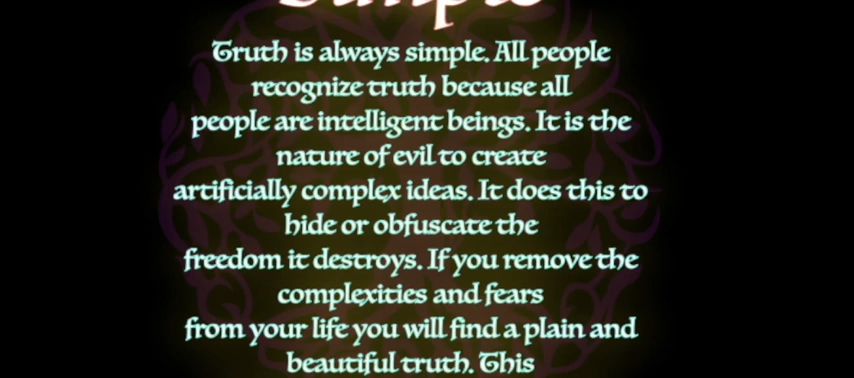 Simple
Truth is always simple. All people
recognize truth because all
people are intelligent beings. It is the
nature of evil to create
artificially complex ideas. It does this to
hide or obfuscate the
freedom it destroys. If you remove the
complexities and fears
from your life you will find a plain and
beautiful truth. This